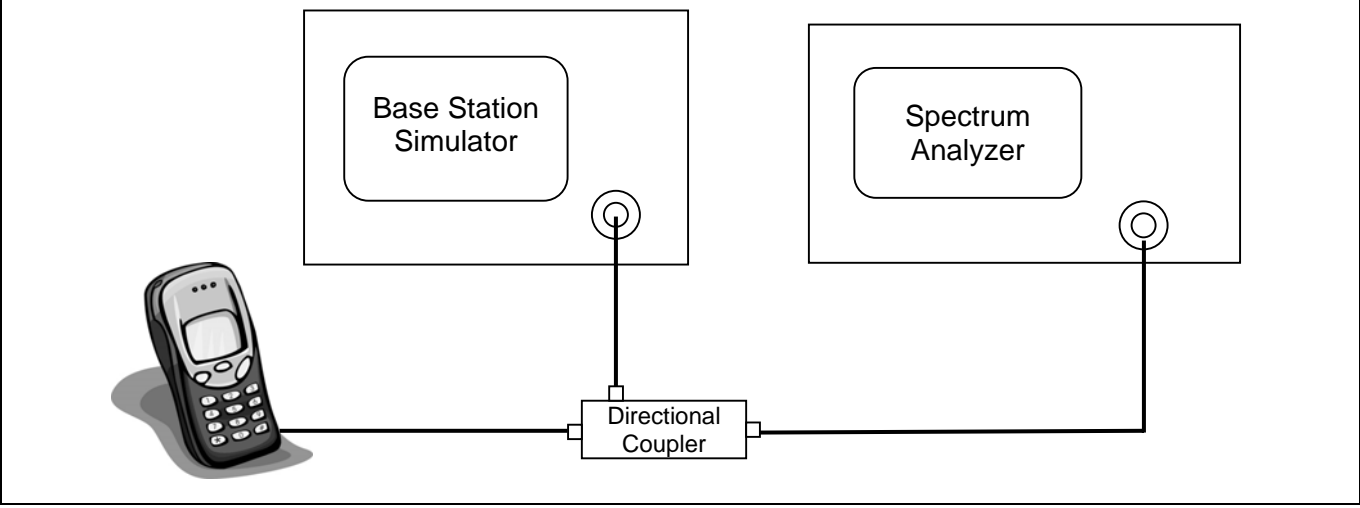 Base Station
Simulator
Spectrum
Analyzer
Directional
Coupler